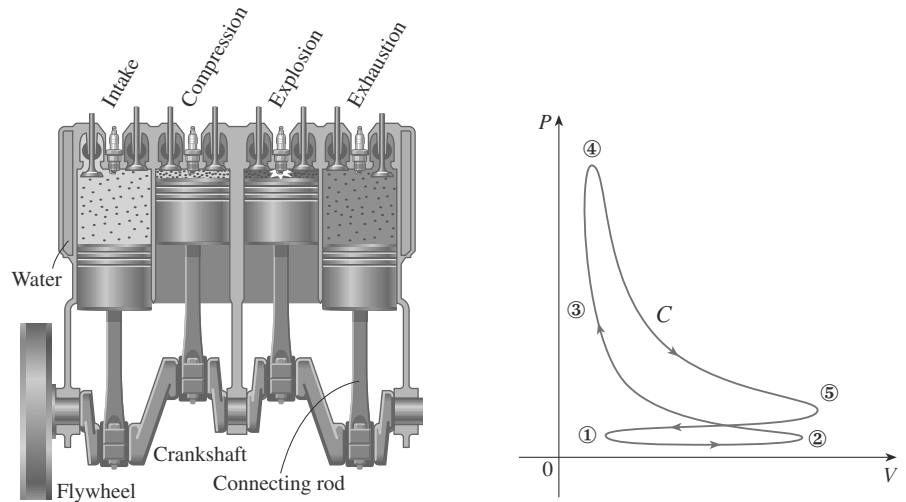 Intake
Compression
Explosion
Exhaustion
Water
Crankshaft
Connecting rod
Flywheel
P
④
③
C
⑤
①
②
0
V